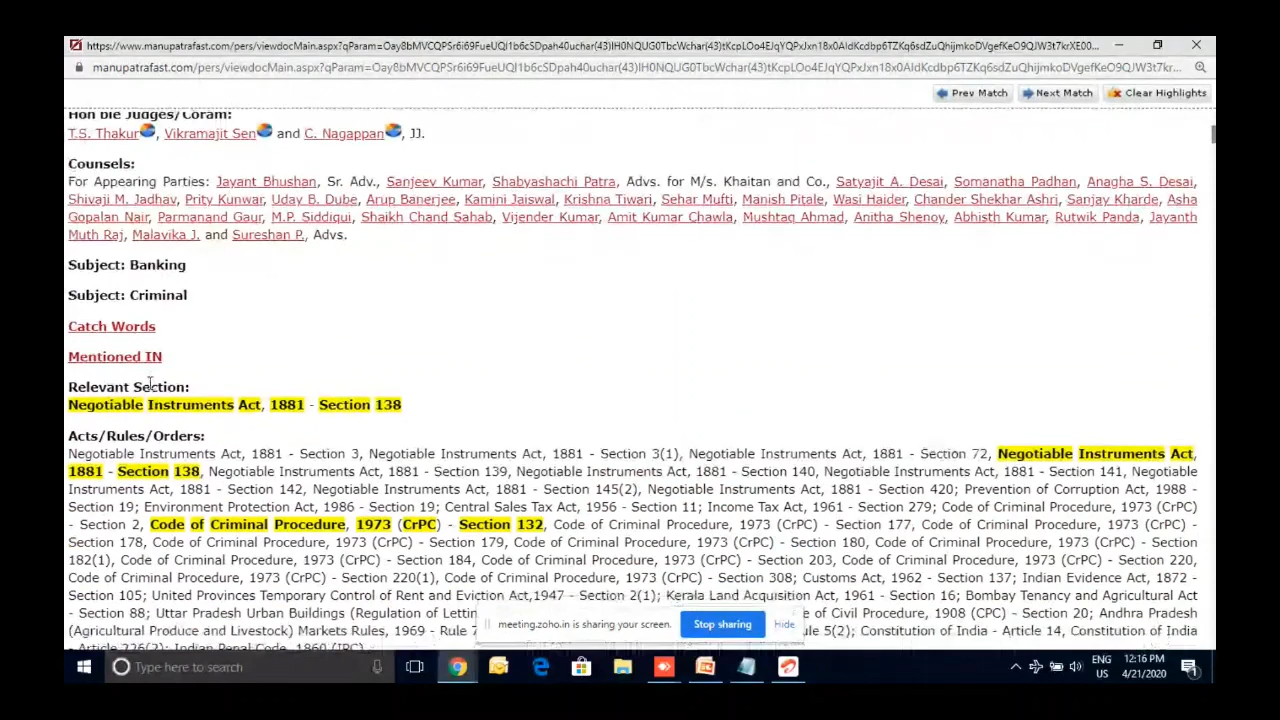 https://www.manupatrafast.com/pers/viewdocMain.aspx?qParam=Oay8bMVCQPSr6i69FueUQI1b6cSDpah40uchar(43)IH0NQUG0TbcWchar(43)tKcpLOo4EJqYQPxJxn18x0AIdKcdbp6TZKq6sdZuQhijmkoDVgefKeO9QJW3t7krXE00...
https://www.manupatrafast.com/pers/viewdocMain.aspx?qParam=Oay8bMVCQPSr6i69FueUQI1b6cSDpah40uchar(43)IH0NQUG0TbcWchar(43)tKcpLOo4EJqYQPxJxn18x0AIdKcdbp6TZKq6sdZuQhijmkoDVgefKeO9QJW3t7kr...
Prev Match Next Match Clear Highlights
Hon'ble Judges/Coram:
T.S. Thakur, Vikramajit Sen and C. Nagappan, JJ.
Counsels:
For Appearing Parties: Jayant Bhushan, Sr. Adv., Sanjeev Kumar, Shabyashachi Patra, Advs. for M/s. Khaitan and Co., Satyajit A. Desai, Somanatha Padhan, Anagha S. Desai,
Shivaji M. Jadhav, Prity Kunwar, Uday B. Dube, Arup Banerjee, Kamini Jaiswal, Krishna Tiwari, Sehar Mufti, Manish Pitale, Wasi Haider, Chander Shekhar Ashri, Sanjay Kharde, Asha
Gopalan Nair, Parmanand Gaur, M.P. Siddiqui, Shaikh Chand Sahab, Vijender Kumar, Amit Kumar Chawla, Mushtaq Ahmad, Anitha Shenoy, Abhisth Kumar, Rutwik Panda, Jayanth
Muth Raj, Malavika J. and Sureshan P., Advs.
Subject: Banking
Subject: Criminal
Catch Words
Mentioned IN
Relevant Section:
Negotiable Instruments Act, 1881 - Section 138
Acts/Rules/Orders:
Negotiable Instruments Act, 1881 - Section 3, Negotiable Instruments Act, 1881 - Section 3(1), Negotiable Instruments Act, 1881 - Section 72, Negotiable Instruments Act,
1881 - Section 138, Negotiable Instruments Act, 1881 - Section 139, Negotiable Instruments Act, 1881 - Section 140, Negotiable Instruments Act, 1881 - Section 141, Negotiable
Instruments Act, 1881 - Section 142, Negotiable Instruments Act, 1881 - Section 145(2), Negotiable Instruments Act, 1881 - Section 420; Prevention of Corruption Act, 1988 -
Section 19; Environment Protection Act, 1986 - Section 19; Central Sales Tax Act, 1956 - Section 11; Income Tax Act, 1961 - Section 279; Code of Criminal Procedure, 1973 (CrPC)
- Section 2, Code of Criminal Procedure, 1973 (CrPC) - Section 132, Code of Criminal Procedure, 1973 (CrPC) - Section 177, Code of Criminal Procedure, 1973 (CrPC) - Section
178, Code of Criminal Procedure, 1973 (CrPC) - Section 179, Code of Criminal Procedure, 1973 (CrPC) - Section 180, Code of Criminal Procedure, 1973 (CrPC) - Section
182(1), Code of Criminal Procedure, 1973 (CrPC) - Section 184, Code of Criminal Procedure, 1973 (CrPC) - Section 203, Code of Criminal Procedure, 1973 (CrPC) - Section 220,
Code of Criminal Procedure, 1973 (CrPC) - Section 220(1), Code of Criminal Procedure, 1973 (CrPC) - Section 308; Customs Act, 1962 - Section 137; Indian Evidence Act, 1872 -
Section 105; United Provinces Temporary Control of Rent and Eviction Act,1947 - Section 2(1); Kerala Land Acquisition Act, 1961 - Section 16; Bombay Tenancy and Agricultural Act
- Section 88; Uttar Pradesh Urban Buildings (Regulation of Letti e of Civil Procedure, 1908 (CPC) - Section 20; Andhra Pradesh
(Agricultural Produce and Livestock) Markets Rules, 1969 - Rule 7 ule 5(2); Constitution of India - Article 14, Constitution of India
- Article 226(2); Indian Penal Code, 1860 (IPC) -
meeting.zoho.in is sharing your screen. Stop sharing Hide
Type here to search
ENG
US
12:16 PM
4/21/2020
1